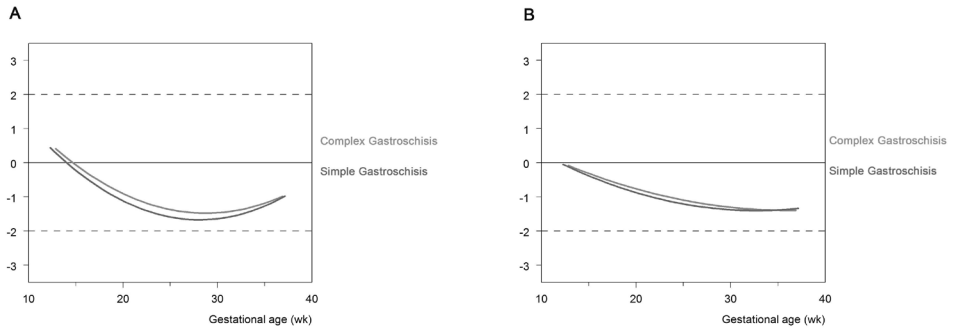 A
3
2
1
0
-1
-2
-3
10
20
30
40
Gestational age (wk)
Complex Gastroschisis
Simple Gastroschisis
B
3
2
1
0
-1
-2
-3
10
20
30
40
Gestational age (wk)
Complex Gastroschisis
Simple Gastroschisis